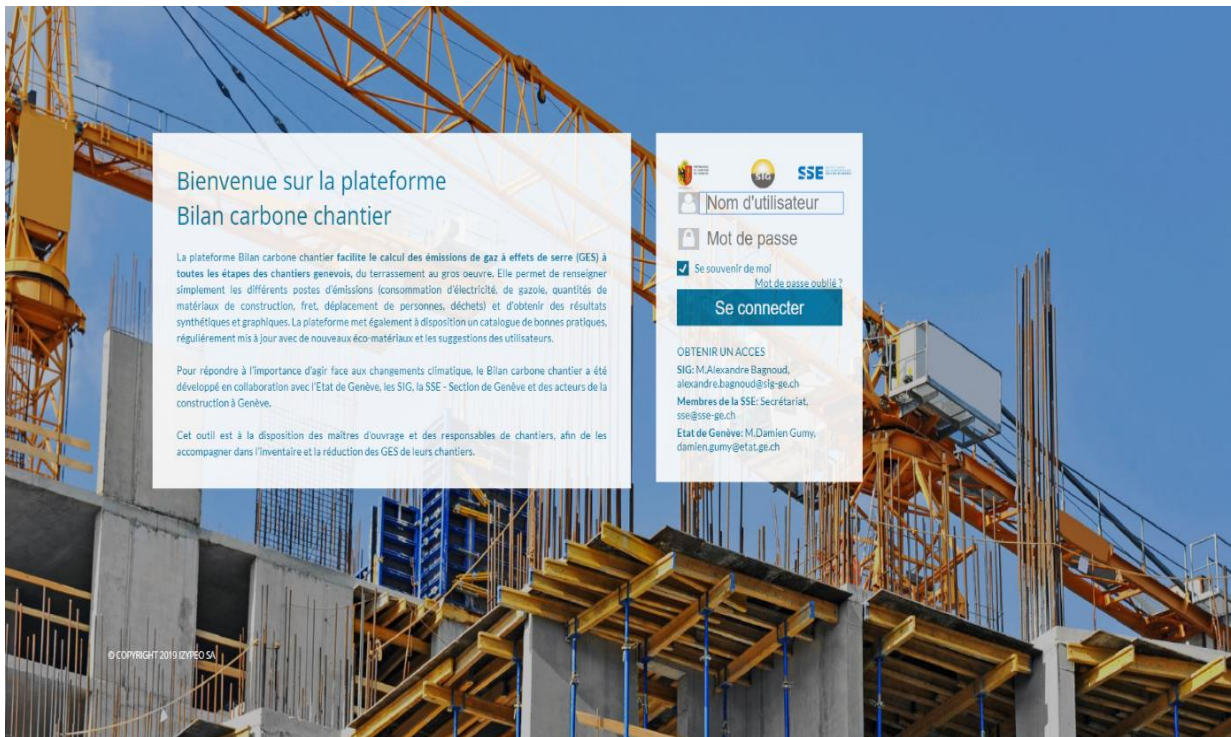 Bienvenue sur la plateforme
Bilan carbone chantier
La plateforme Bilan carbone chantier facilite le calcul des émissions de gaz à effets de serre (GES) à
toutes les étapes des chantiers genevois, du terrassement au gros oeuvre. Elle permet de renseigner
simplement les différents postes d'émissions (consommation d'électricité, de gazole, quantités de
matériaux de construction, fret, déplacement de personnes, déchets) et d'obtenir des résultats
synthétiques et graphiques. La plateforme met également à disposition un catalogue de bonnes pratiques,
régulièrement mis à jour avec de nouveaux éco-matériaux et les suggestions des utilisateurs.
Pour répondre à l'importance d'agir face aux changements climatique, le Bilan carbone chantier a été
développé en collaboration avec l'Etat de Genève, les SIG, la SSE - Section de Genève et des acteurs de la
construction à Genève.
Cet outil est à la disposition des maîtres d'ouvrage et des responsables de chantiers, afin de les
accompagner dans l'inventaire et la réduction des GES de leurs chantiers.
SIG
SSE
Nom d'utilisateur
Mot de passe
Se souvenir de moi
Mot de passe oublié ?
Se connecter
OBTENIR UN ACCES
SIG: M.Alexandre Bagnoud,
alexandre.bagnoud@sig-ge.ch
Membres de la SSE: Secrétariat,
sse@sse-ge.ch
Etat de Genève: M.Damien Gumy,
damien.gumy@etat.ge.ch
© COPYRIGHT 2019 IZYPEO SA